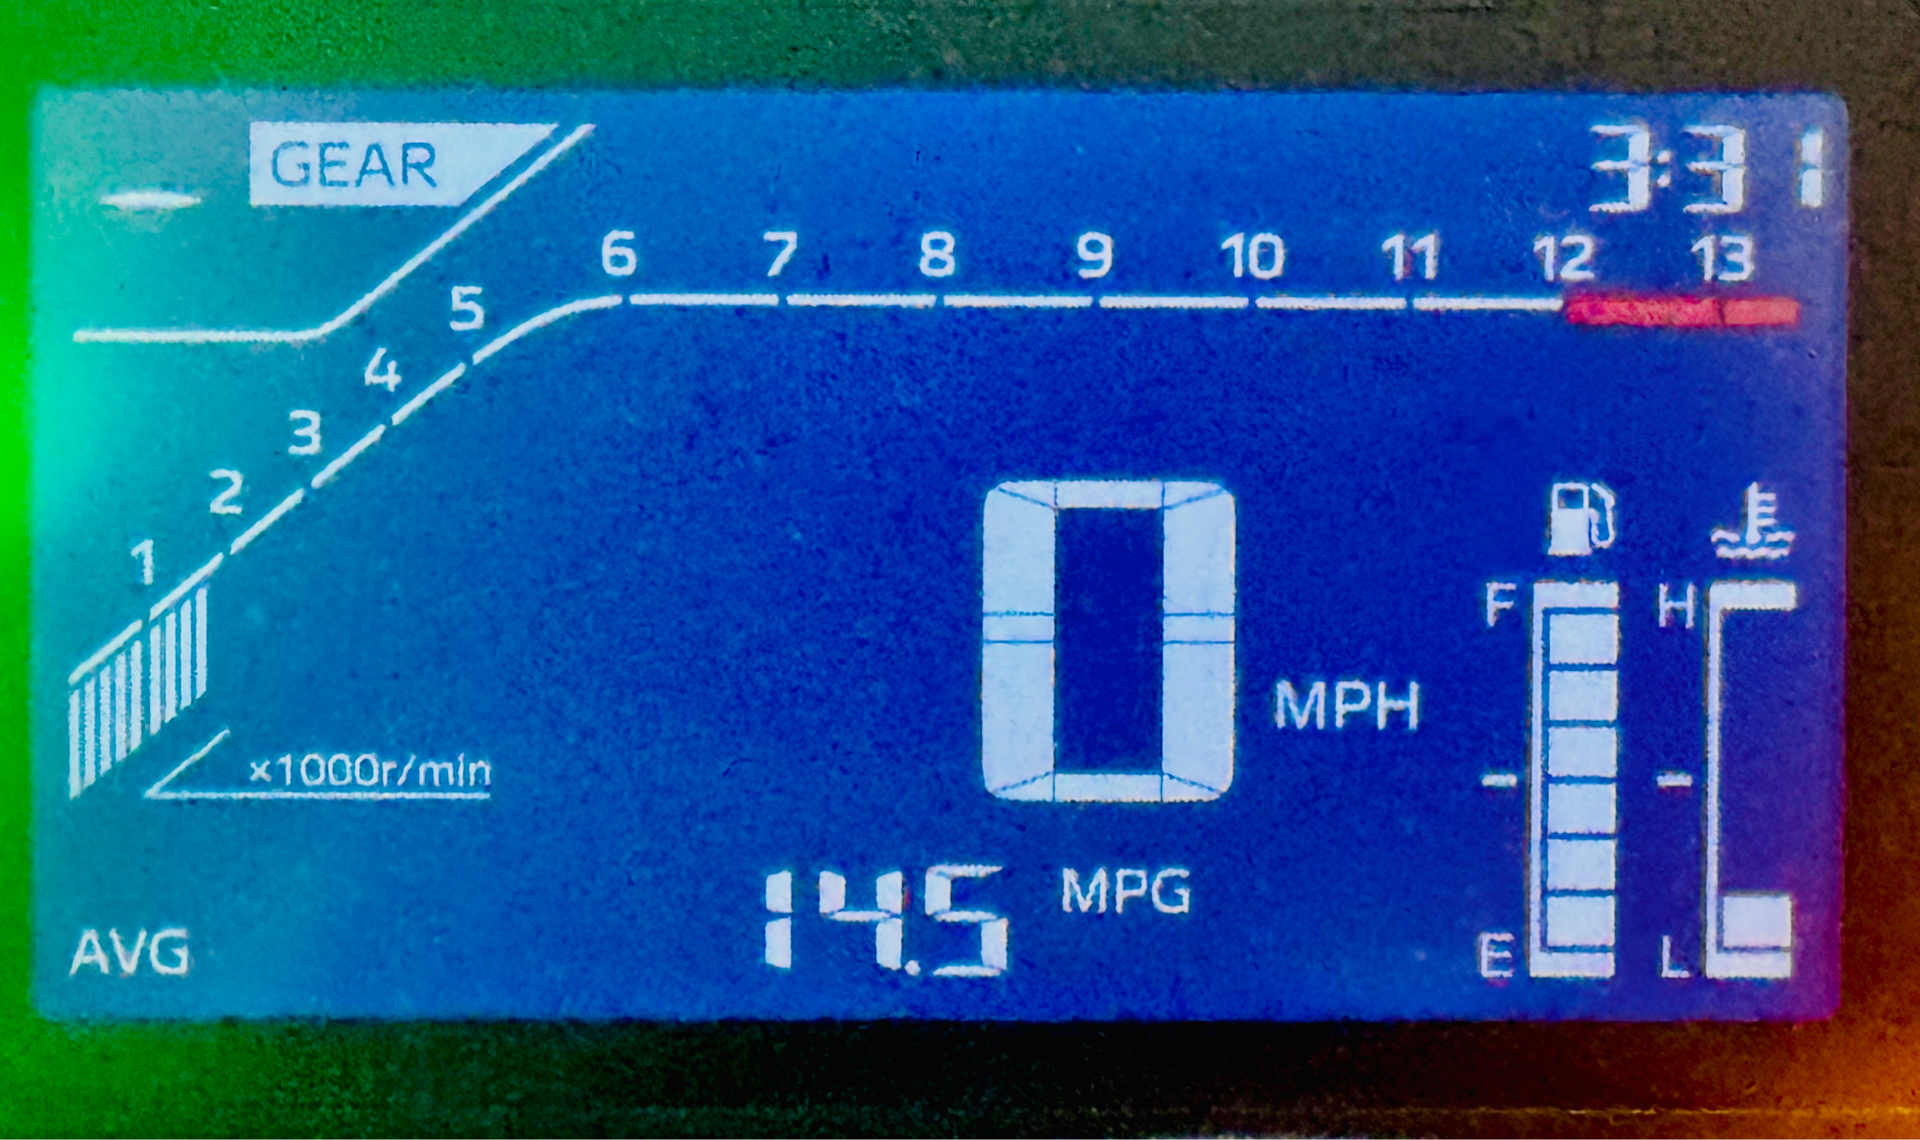 GEAR
3:31
1 2 3 4 5 6 7 8 9 10 11 12 13
×1000r/min
0 MPH
F H
- -
E L
14.5 MPG
AVG